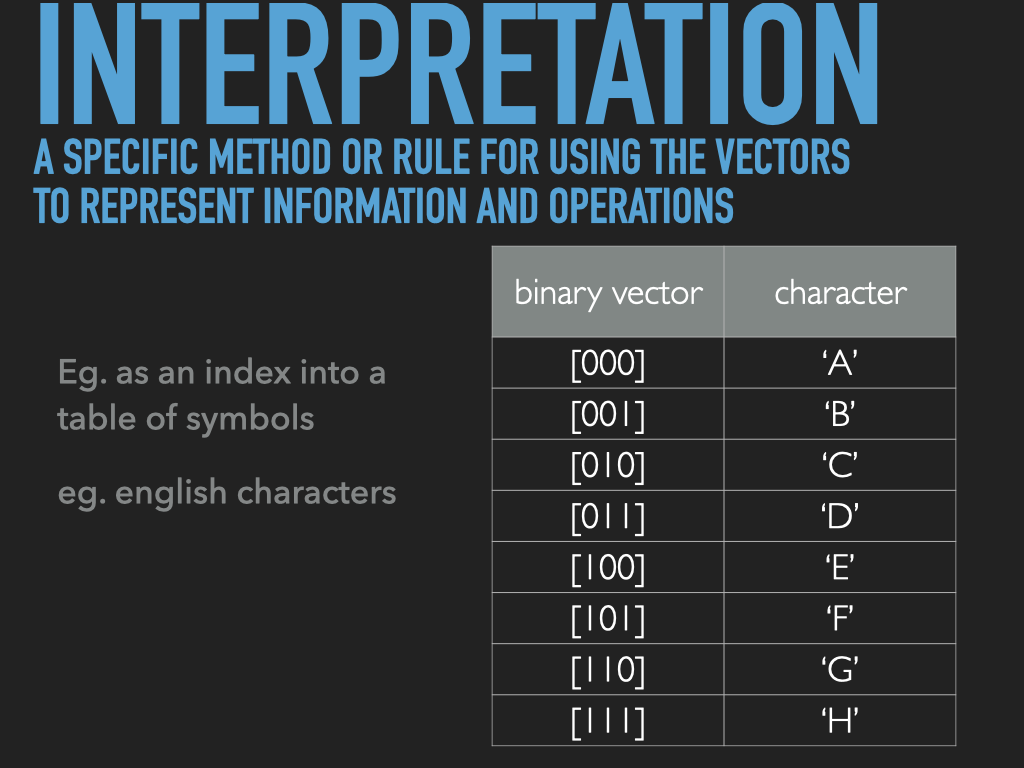 INTERPRETATION
A SPECIFIC METHOD OR RULE FOR USING THE VECTORS
TO REPRESENT INFORMATION AND OPERATIONS
Eg. as an index into a
table of symbols
eg. english characters
binary vector character
[000] ‘A’
[001] ‘B’
[010] ‘C’
[011] ‘D’
[100] ‘E’
[101] ‘F’
[110] ‘G’
[111] ‘H’